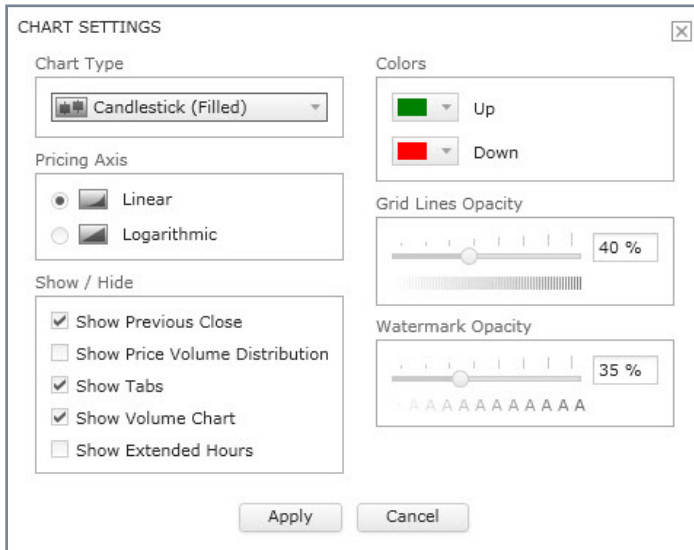 CHART SETTINGS
Chart Type
Candlestick (Filled)
Pricing Axis
Linear
Logarithmic
Show / Hide
Show Previous Close
Show Price Volume Distribution
Show Tabs
Show Volume Chart
Show Extended Hours
Colors
Up
Down
Grid Lines Opacity
40 %
Watermark Opacity
35 %
A A A A A A A A A A A
Apply
Cancel